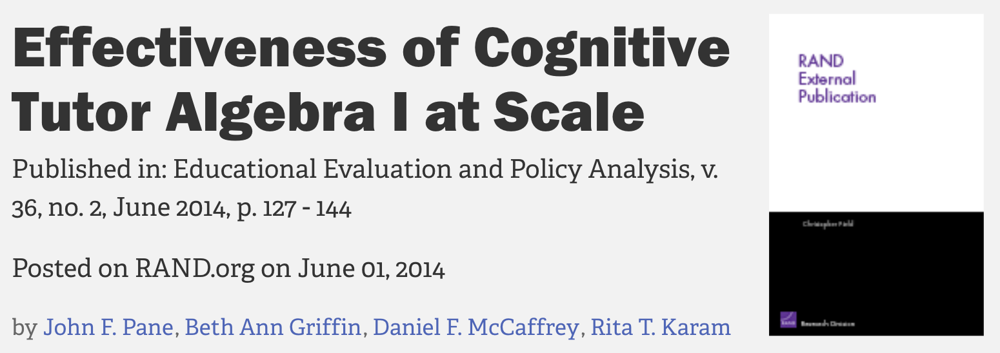 Effectiveness of Cognitive
Tutor Algebra I at Scale
Published in: Educational Evaluation and Policy Analysis, v.
36, no. 2, June 2014, p. 127 - 144
Posted on RAND.org on June 01, 2014
by John F. Pane, Beth Ann Griffin, Daniel F. McCaffrey, Rita T. Karam
RAND
External
Publication
Christopher Field
RAND
Research Division